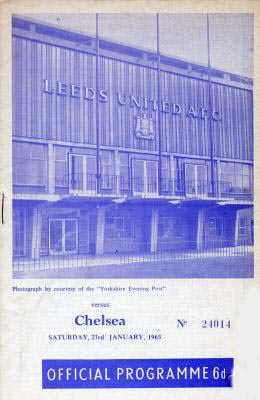 LEEDS UNITED A.F.C.
Photograph by courtesy of the "Yorkshire Evening Post"
versus
Chelsea
No 24014
SATURDAY, 23rd JANUARY, 1965
OFFICIAL PROGRAMME 6d